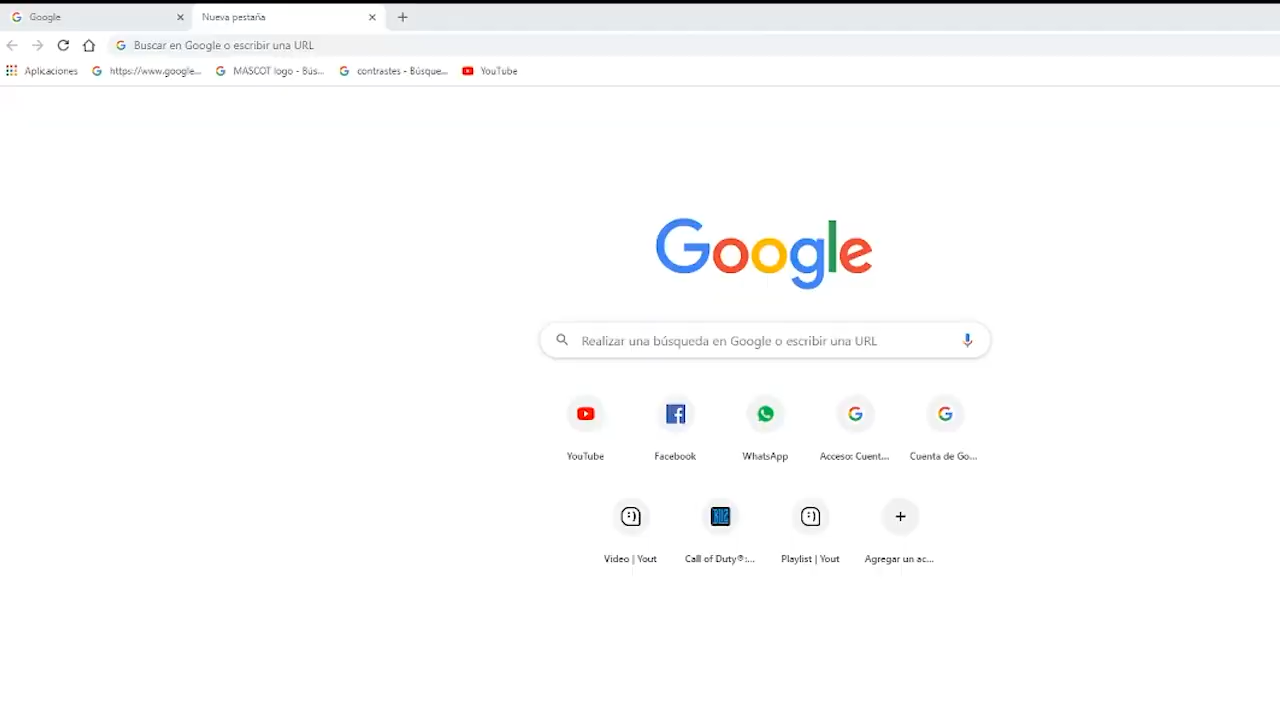 Google
Nueva pestaña
Buscar en Google o escribir una URL
Aplicaciones
https://www.google...
MASCOT logo - Bús...
contrastes - Búsque...
YouTube
Google
Realizar una búsqueda en Google o escribir una URL
YouTube
Facebook
WhatsApp
Acceso: Cuent...
Cuenta de Go...
Video | Yout
Call of Duty®:...
Playlist | Yout
Agregar un ac...